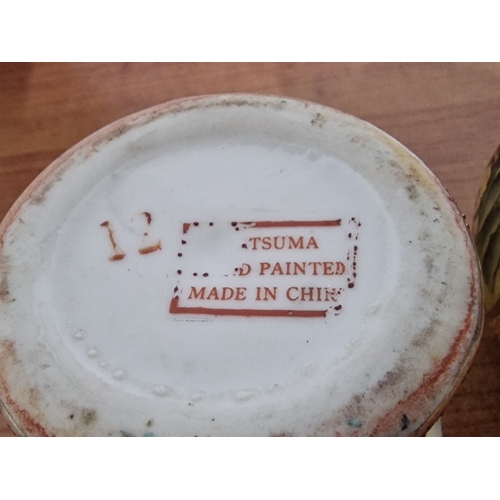 12
TSUMA
D PAINTED
MADE IN CHIN